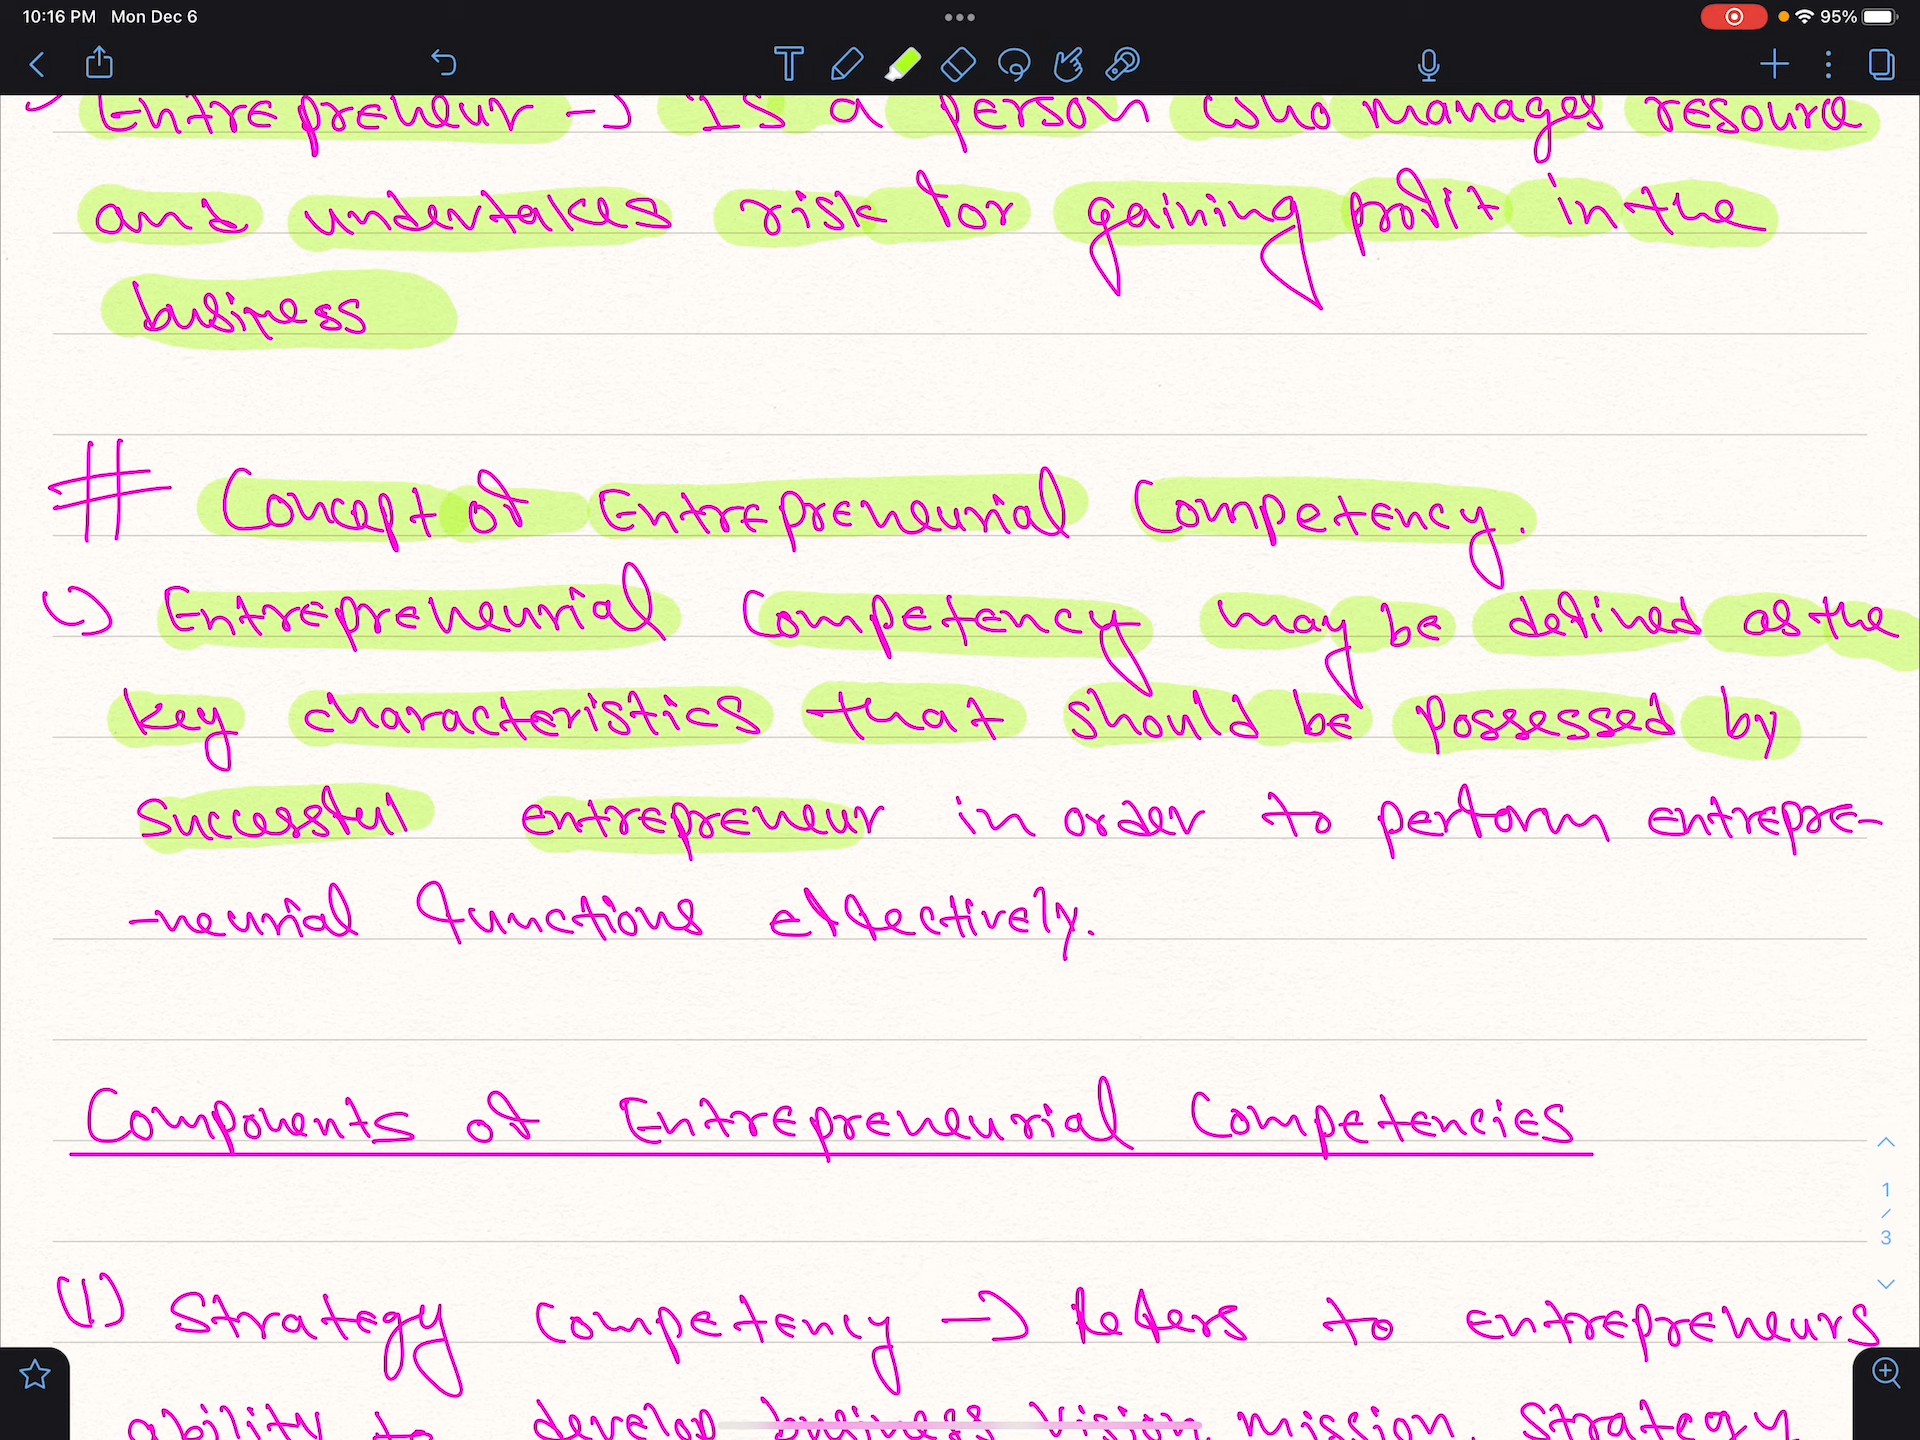 10:16 PM Mon Dec 6
95%
Entrepreneur → Is a person who manages resource
and undertakes risk for gaining profit in the
business
# Concept of Entrepreneurial Competency.
Entrepreneurial Competency may be defined as the
key characteristics that should be possessed by
successful entrepreneur in order to perform entrepre-
-neurial functions effectively.
Components of Entrepreneurial Competencies
1
/
3
(1) Strategy Competency → Refers to entrepreneurs
ability to develop business vision, mission, strategy